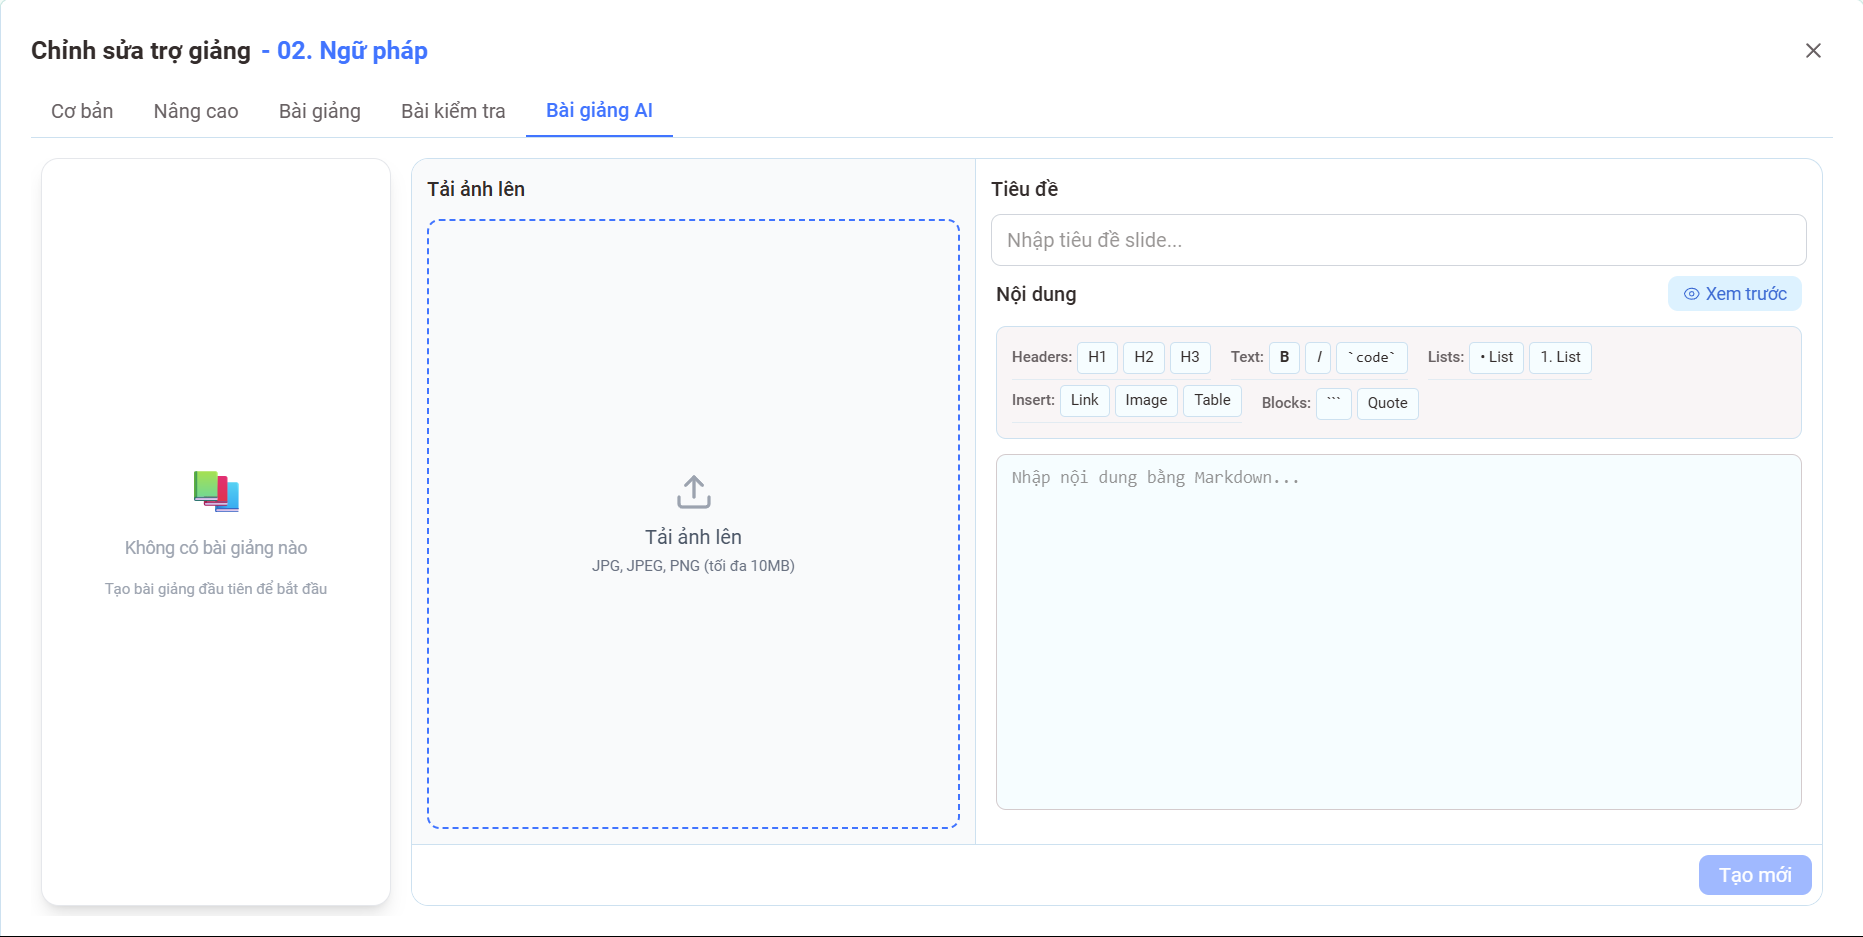 Chỉnh sửa trợ giảng - 02. Ngữ pháp
Cơ bản Nâng cao Bài giảng Bài kiểm tra Bài giảng AI
Không có bài giảng nào
Tạo bài giảng đầu tiên để bắt đầu
Tải ảnh lên
Tải ảnh lên
JPG, JPEG, PNG (tối đa 10MB)
Tiêu đề
Nhập tiêu đề slide...
Nội dung Xem trước
Headers: H1 H2 H3 Text: B I `code` Lists: • List 1. List
Insert: Link Image Table Blocks: ``` Quote
Nhập nội dung bằng Markdown...
Tạo mới